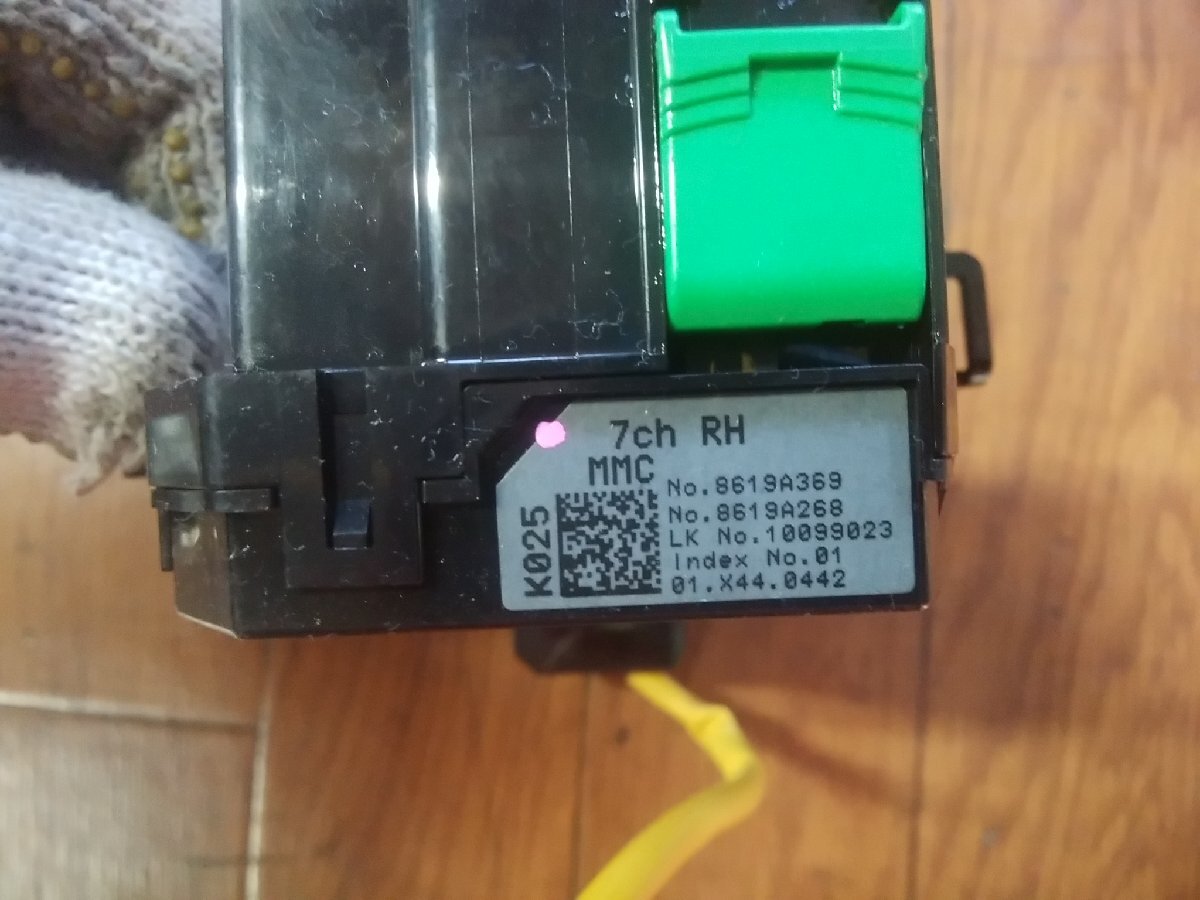 7ch RH
MMC
K025
No.8619A369
No.8619A268
LK No.10099023
Index No.01
01.X44.0442